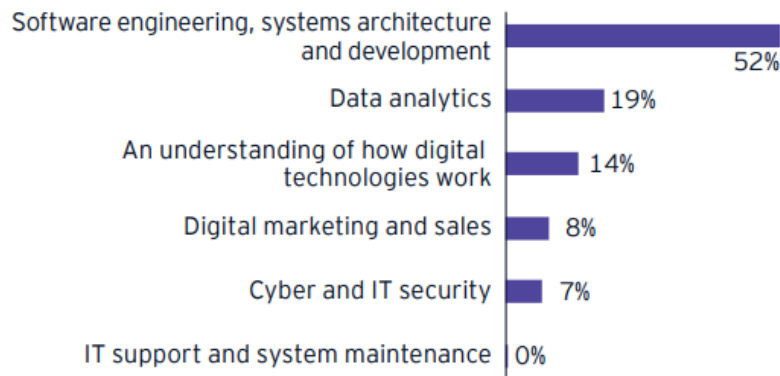 Software engineering, systems architecture
and development
52%
Data analytics
19%
An understanding of how digital
technologies work
14%
Digital marketing and sales
8%
Cyber and IT security
7%
IT support and system maintenance
0%